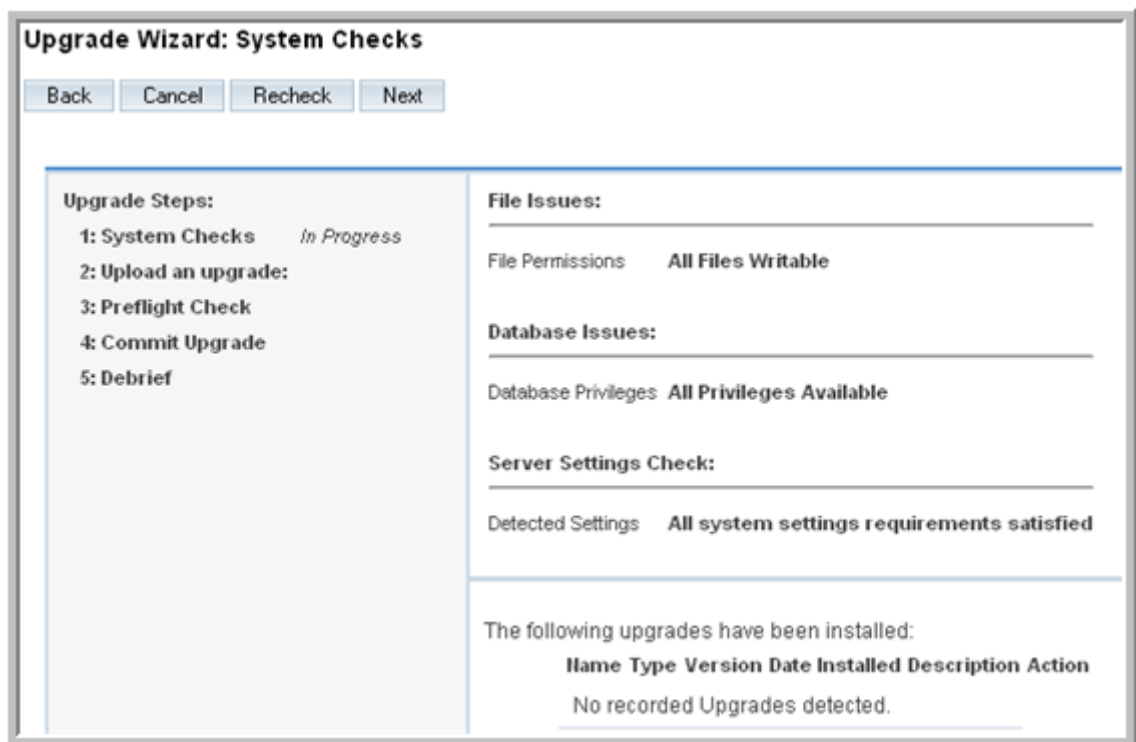 Upgrade Wizard: System Checks
Back Cancel Recheck Next
Upgrade Steps:
1: System Checks In Progress
2: Upload an upgrade:
3: Preflight Check
4: Commit Upgrade
5: Debrief
File Issues:
File Permissions All Files Writable
Database Issues:
Database Privileges All Privileges Available
Server Settings Check:
Detected Settings All system settings requirements satisfied
The following upgrades have been installed:
Name Type Version Date Installed Description Action
No recorded Upgrades detected.